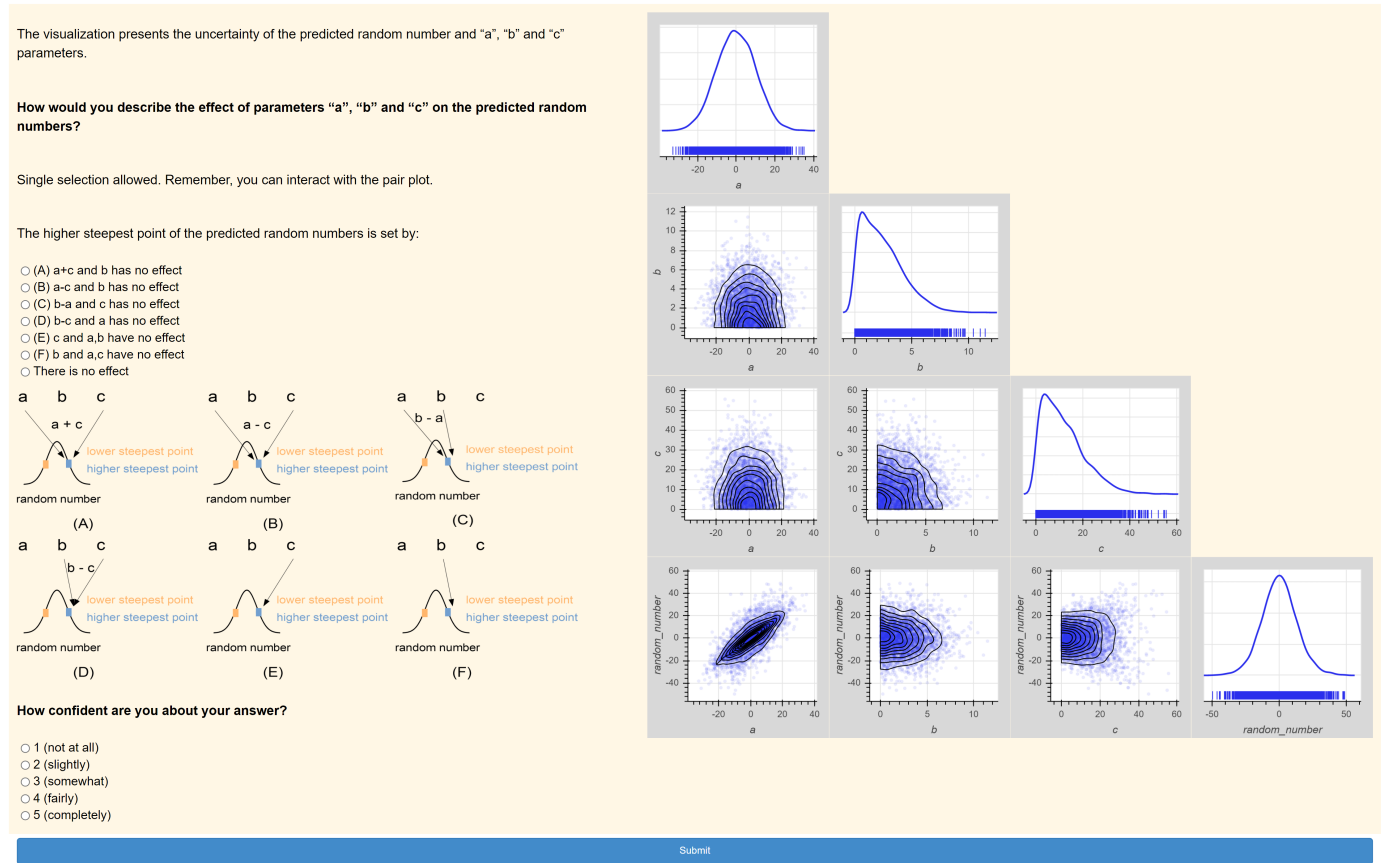 The visualization presents the uncertainty of the predicted random number and “a”, “b” and “c”
parameters.
How would you describe the effect of parameters “a”, “b” and “c” on the predicted random
numbers?
Single selection allowed. Remember, you can interact with the pair plot.
The higher steepest point of the predicted random numbers is set by:
(A) a+c and b has no effect
(B) a-c and b has no effect
(C) b-a and c has no effect
(D) b-c and a has no effect
(E) c and a,b have no effect
(F) b and a,c have no effect
There is no effect
a b c
a + c
lower steepest point
higher steepest point
random number
(A)
a b c
a - c
lower steepest point
higher steepest point
random number
(B)
a b c
b - a
lower steepest point
higher steepest point
random number
(C)
a b c
b - c
lower steepest point
higher steepest point
random number
(D)
a b c
lower steepest point
higher steepest point
random number
(E)
a b c
lower steepest point
higher steepest point
random number
(F)
How confident are you about your answer?
1 (not at all)
2 (slightly)
3 (somewhat)
4 (fairly)
5 (completely)
-20 0 20 40
a
12
10
8
6
4
2
0
b
-20 0 20 40
a
0 5 10
b
60
50
40
30
20
10
0
c
-20 0 20 40
a
60
50
40
30
20
10
0
c
0 5 10
b
0 20 40 60
c
60
40
20
0
-20
-40
random_number
-20 0 20 40
a
60
40
20
0
-20
-40
random_number
0 5 10
b
60
40
20
0
-20
-40
random_number
0 20 40 60
c
-50 0 50
random_number
Submit